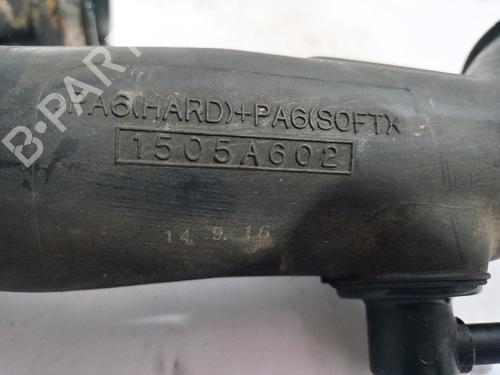 PA6(HARD)+PA6(SOFT)
1505A602
14. 9. 16
B-PARTS